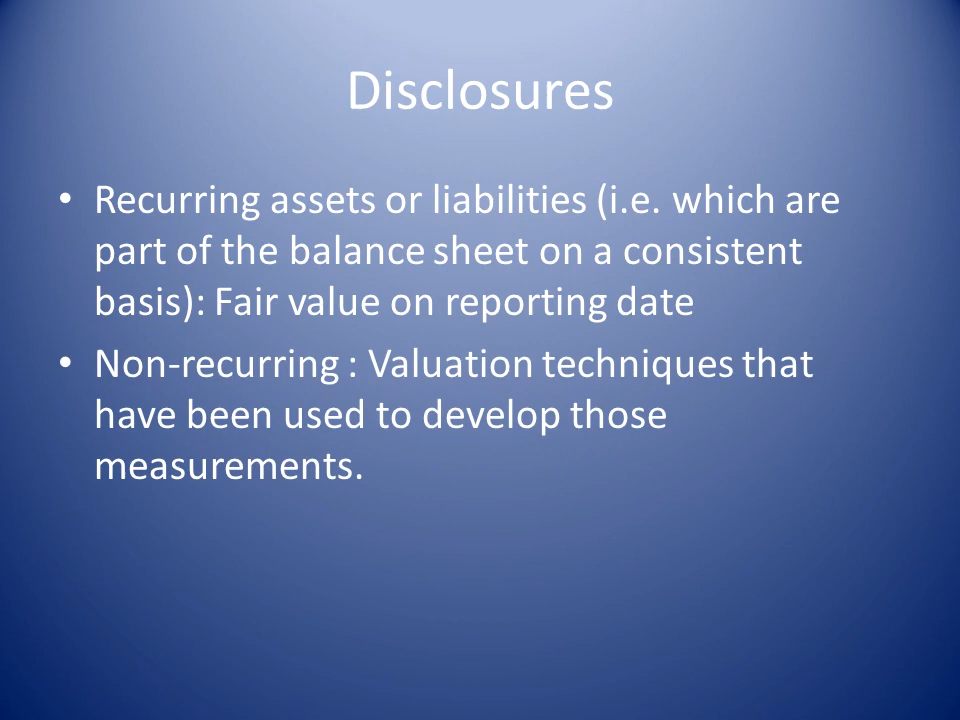 Disclosures
• Recurring assets or liabilities (i.e. which are
part of the balance sheet on a consistent
basis): Fair value on reporting date
• Non-recurring : Valuation techniques that
have been used to develop those
measurements.